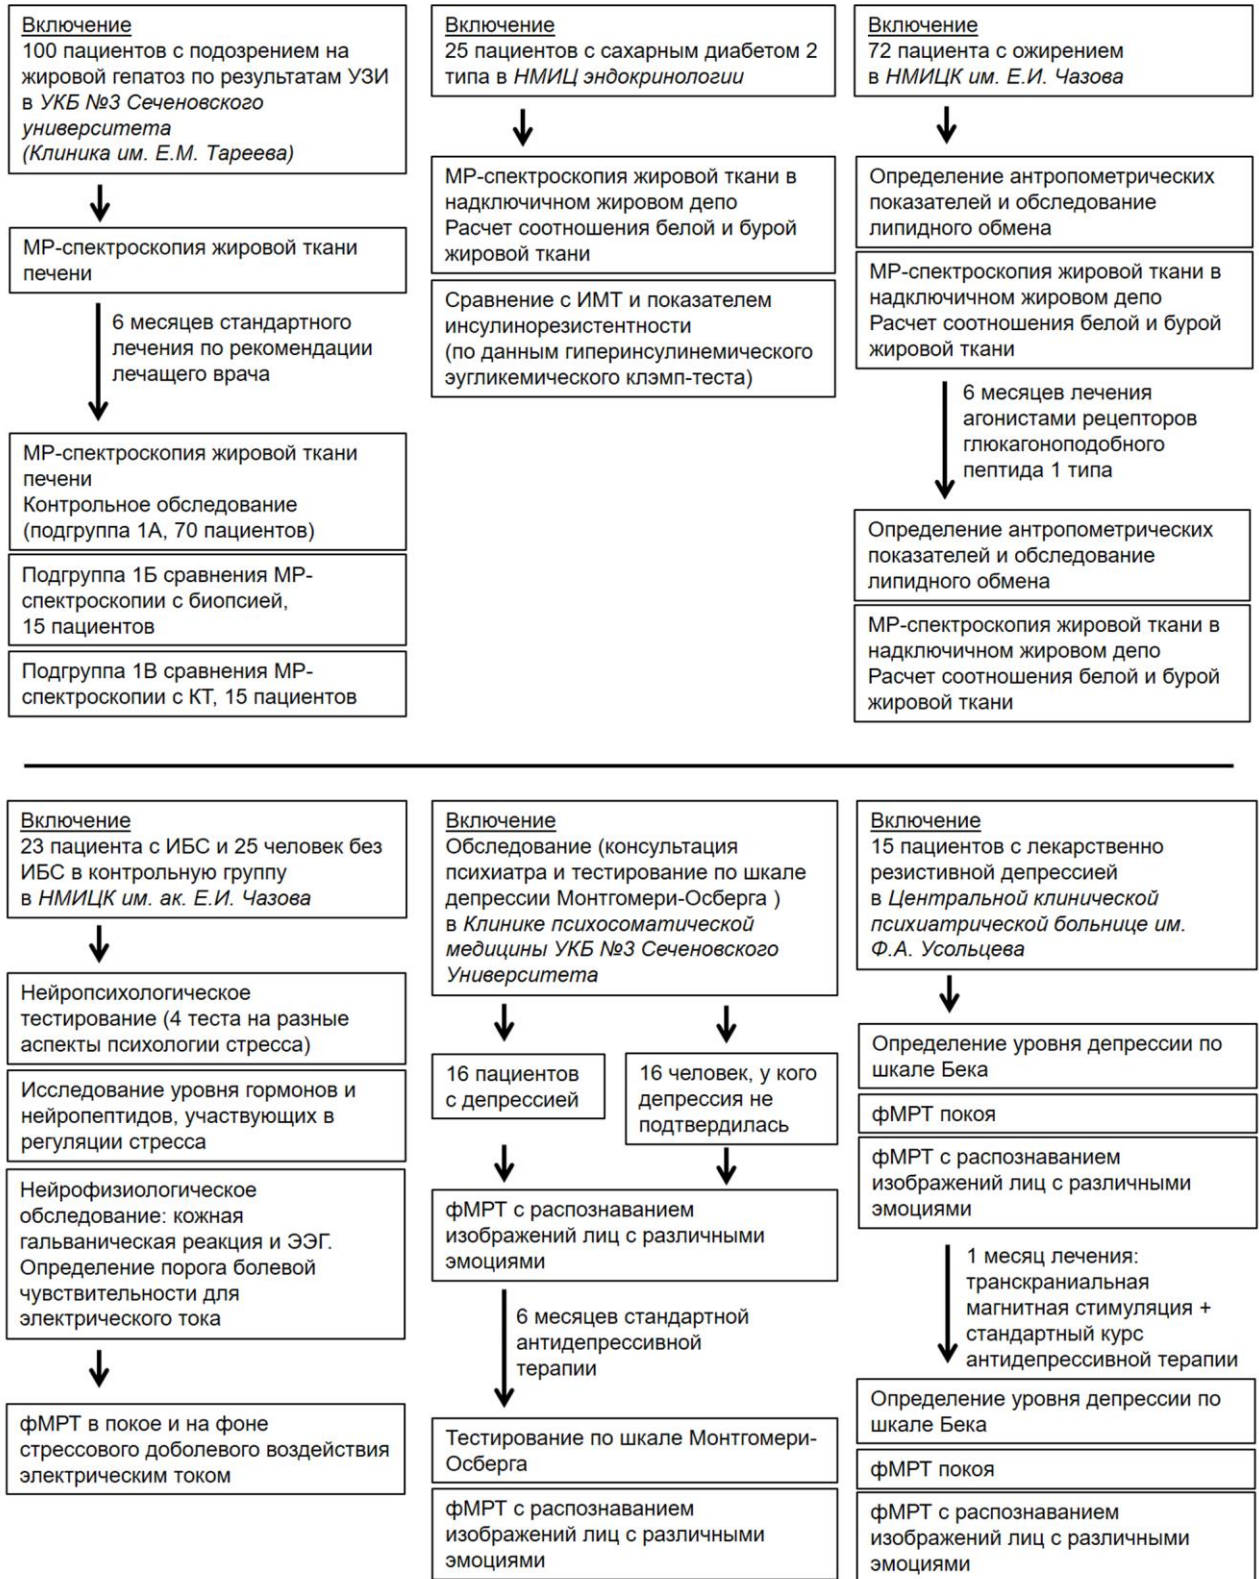 Включение
100 пациентов с подозрением на
жировой гепатоз по результатам УЗИ
в УКБ №3 Сеченовского
университета
(Клиника им. Е.М. Тареева)
МР-спектроскопия жировой ткани
печени
6 месяцев стандартного
лечения по рекомендации
лечащего врача
МР-спектроскопия жировой ткани
печени
Контрольное обследование
(подгруппа 1А, 70 пациентов)
Подгруппа 1Б сравнения МР-
спектроскопии с биопсией,
15 пациентов
Подгруппа 1В сравнения МР-
спектроскопии с КТ, 15 пациентов
Включение
25 пациентов с сахарным диабетом 2
типа в НМИЦ эндокринологии
МР-спектроскопия жировой ткани в
надключичном жировом депо
Расчет соотношения белой и бурой
жировой ткани
Сравнение с ИМТ и показателем
инсулинорезистентности
(по данным гиперинсулинемического
эугликемического клэмп-теста)
Включение
72 пациента с ожирением
в НМИЦК им. Е.И. Чазова
Определение антропометрических
показателей и обследование
липидного обмена
МР-спектроскопия жировой ткани в
надключичном жировом депо
Расчет соотношения белой и бурой
жировой ткани
6 месяцев лечения
агонистами рецепторов
глюкагоноподобного
пептида 1 типа
Определение антропометрических
показателей и обследование
липидного обмена
МР-спектроскопия жировой ткани в
надключичном жировом депо
Расчет соотношения белой и бурой
жировой ткани
Включение
23 пациента с ИБС и 25 человек без
ИБС в контрольную группу
в НМИЦК им. ак. Е.И. Чазова
Нейропсихологическое
тестирование (4 теста на разные
аспекты психологии стресса)
Исследование уровня гормонов и
нейропептидов, участвующих в
регуляции стресса
Нейрофизиологическое
обследование: кожная
гальваническая реакция и ЭЭГ.
Определение порога болевой
чувствительности для
электрического тока
фМРТ в покое и на фоне
стрессового доболевого воздействия
электрическим током
Включение
Обследование (консультация
психиатра и тестирование по шкале
депрессии Монтгомери-Осберга )
в Клинике психосоматической
медицины УКБ №3 Сеченовского
Университета
16 пациентов
с депрессией
16 человек, у кого
депрессия не
подтвердилась
фМРТ с распознаванием
изображений лиц с различными
эмоциями
6 месяцев стандартной
антидепрессивной
терапии
Тестирование по шкале Монтгомери-
Осберга
фМРТ с распознаванием
изображений лиц с различными
эмоциями
Включение
15 пациентов с лекарственно
резистивной депрессией
в Центральной клинической
психиатрической больнице им.
Ф.А. Усольцева
Определение уровня депрессии по
шкале Бека
фМРТ покоя
фМРТ с распознаванием
изображений лиц с различными
эмоциями
1 месяц лечения:
транскраниальная
магнитная стимуляция +
стандартный курс
антидепрессивной терапии
Определение уровня депрессии по
шкале Бека
фМРТ покоя
фМРТ с распознаванием
изображений лиц с различными
эмоциями